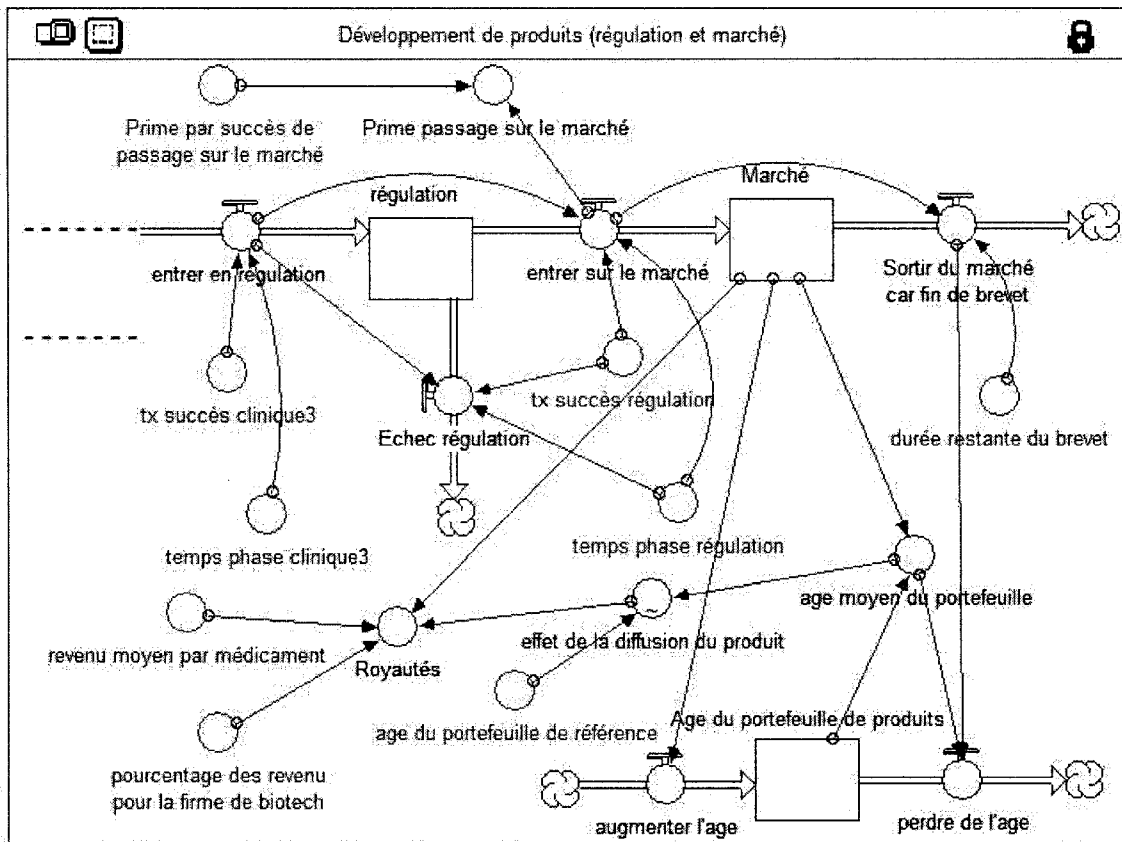 Développement de produits (régulation et marché)
Prime par succès de
passage sur le marché
Prime passage sur le marché
régulation
Marché
entrer en régulation
entrer sur le marché
Sortir du marché
car fin de brevet
tx succès clinique3
tx succès régulation
Echec régulation
durée restante du brevet
temps phase clinique3
temps phase régulation
age moyen du portefeuille
revenu moyen par médicament
Royautés
effet de la diffusion du produit
age du portefeuille de référence
Age du portefeuille de produits
pourcentage des revenu
pour la firme de biotech
augmenter l'age
perdre de l'age